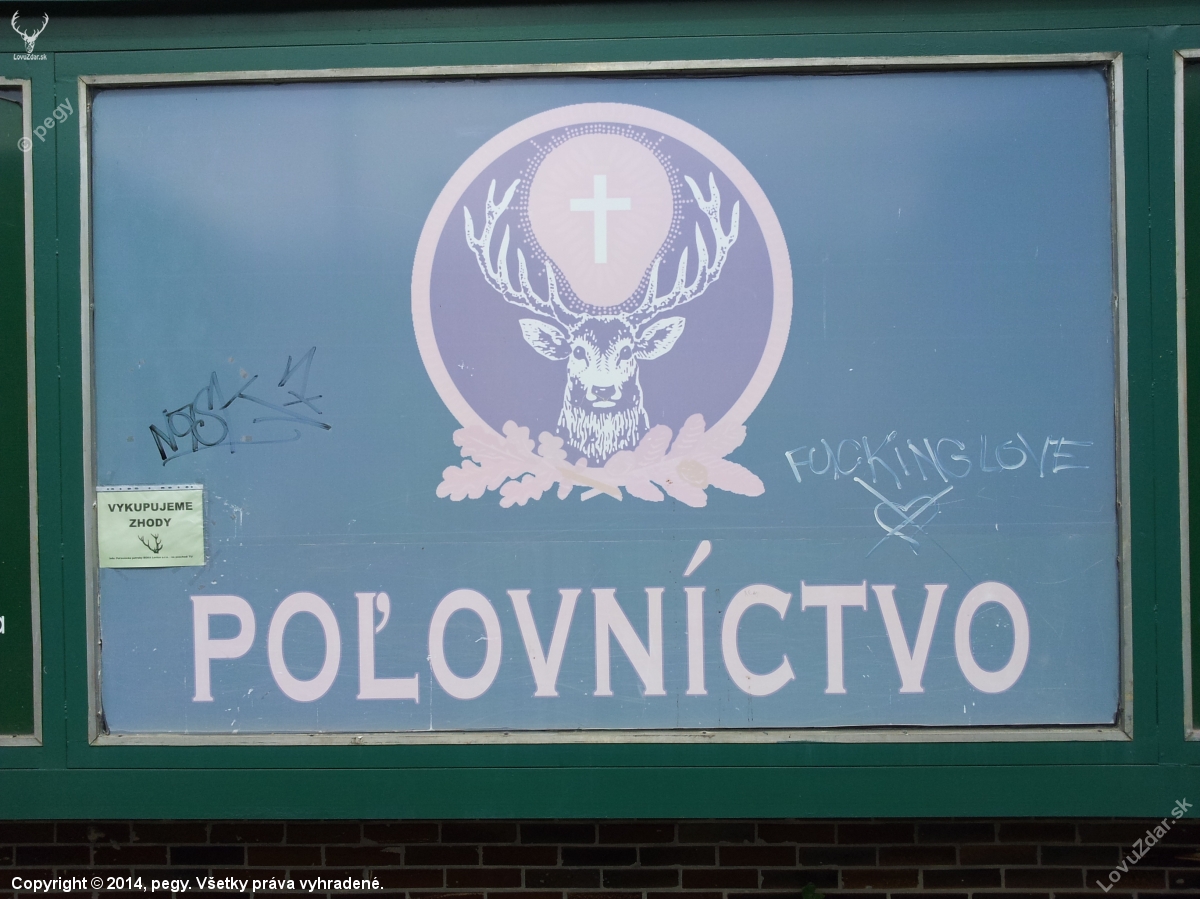 LovuZdar.sk
© pegy
FUCKING LOVE
VYKUPUJEME
ZHODY
POĽOVNÍCTVO
a
LovuZdar.sk
Copyright © 2014, pegy. Všetky práva vyhradené.